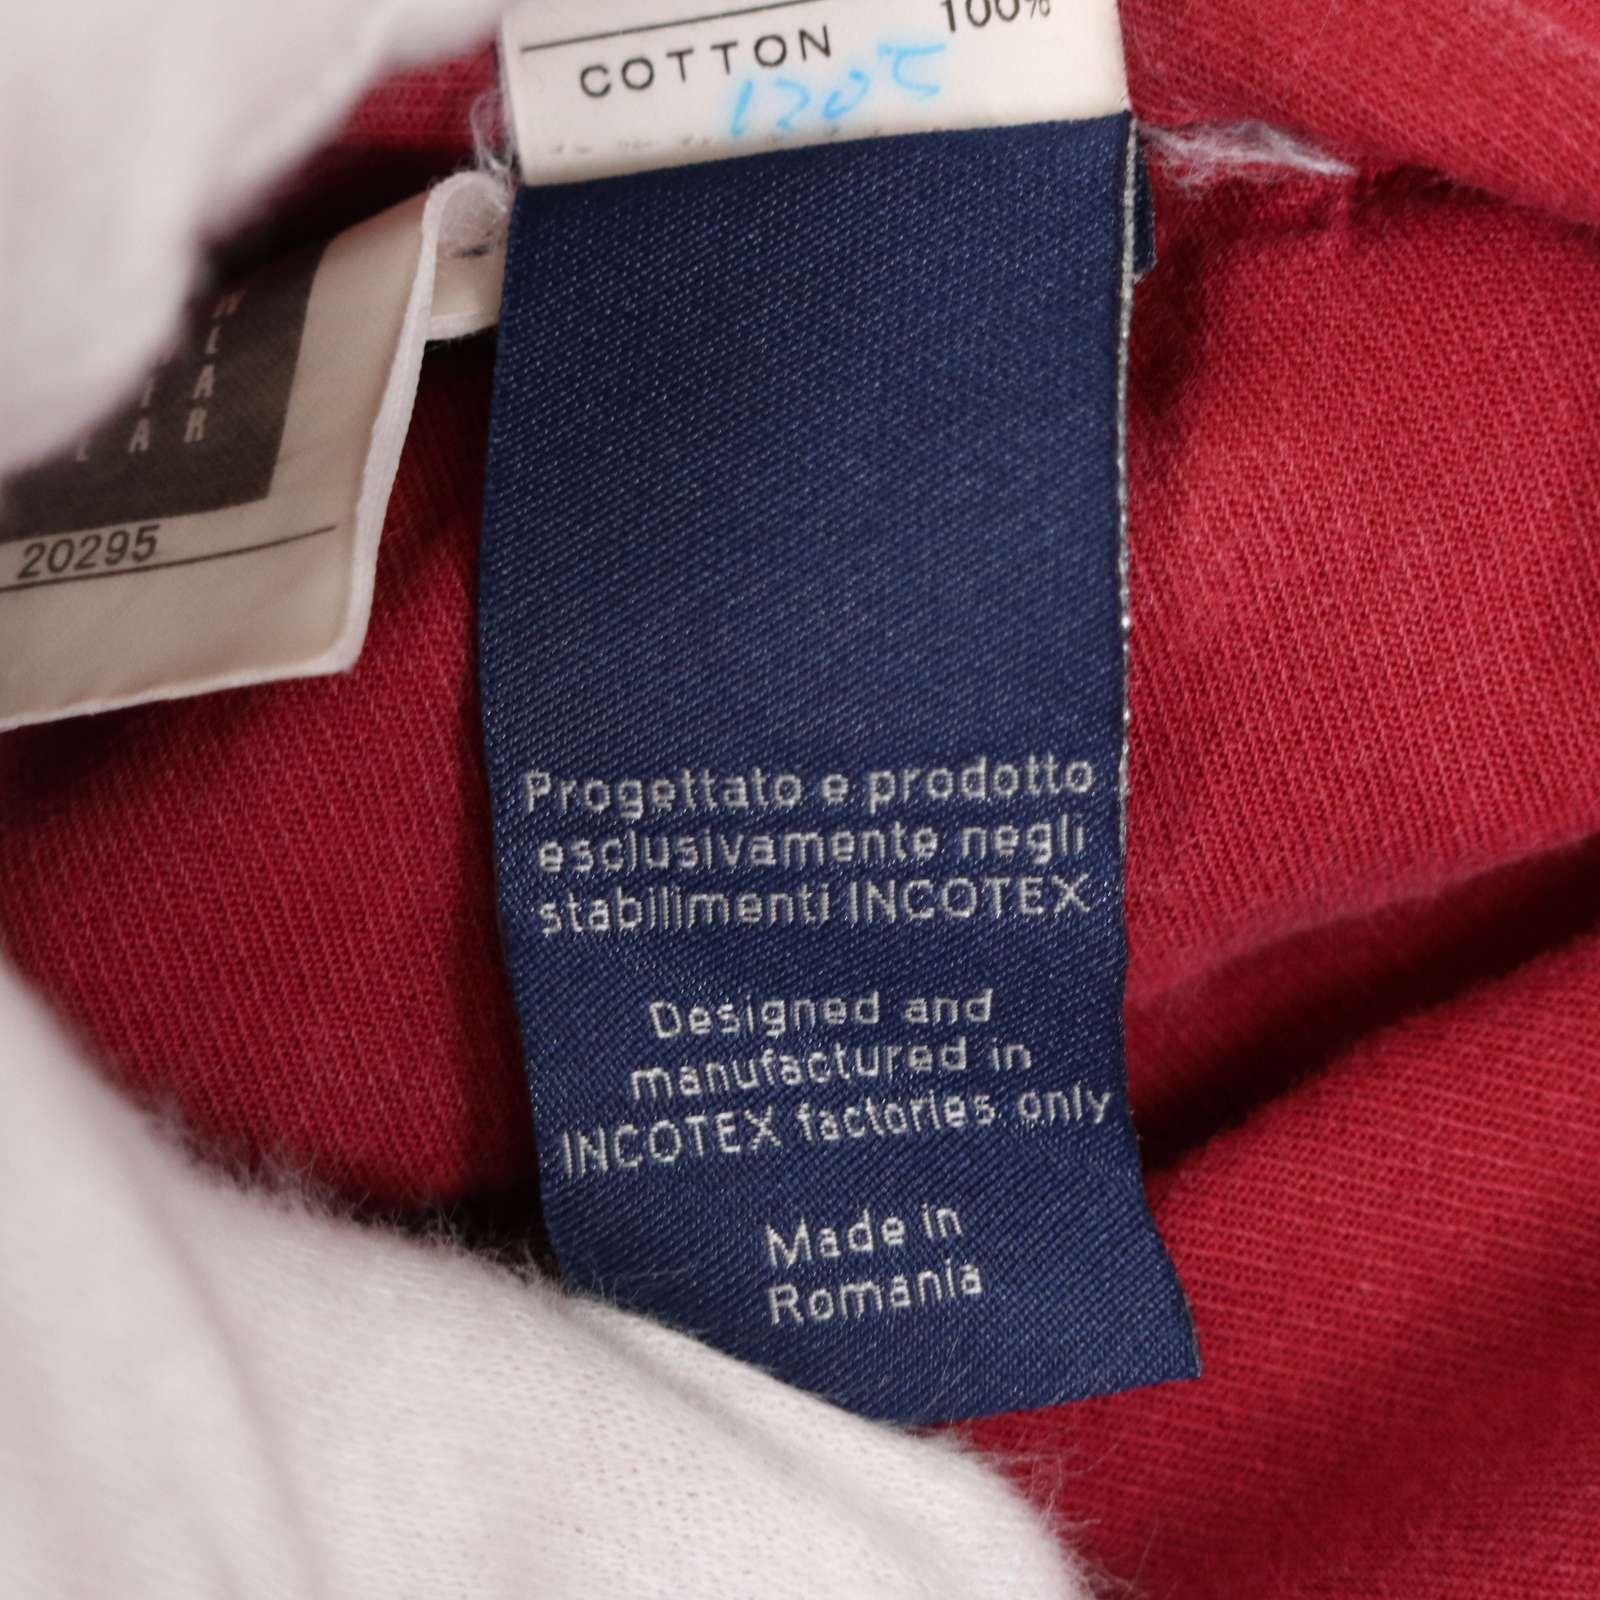 100%
COTTON
20295
Progettato e prodotto
esclusivamente negli
stabilimenti INCOTEX
Designed and
manufactured in
INCOTEX factories only
Made in
Romania